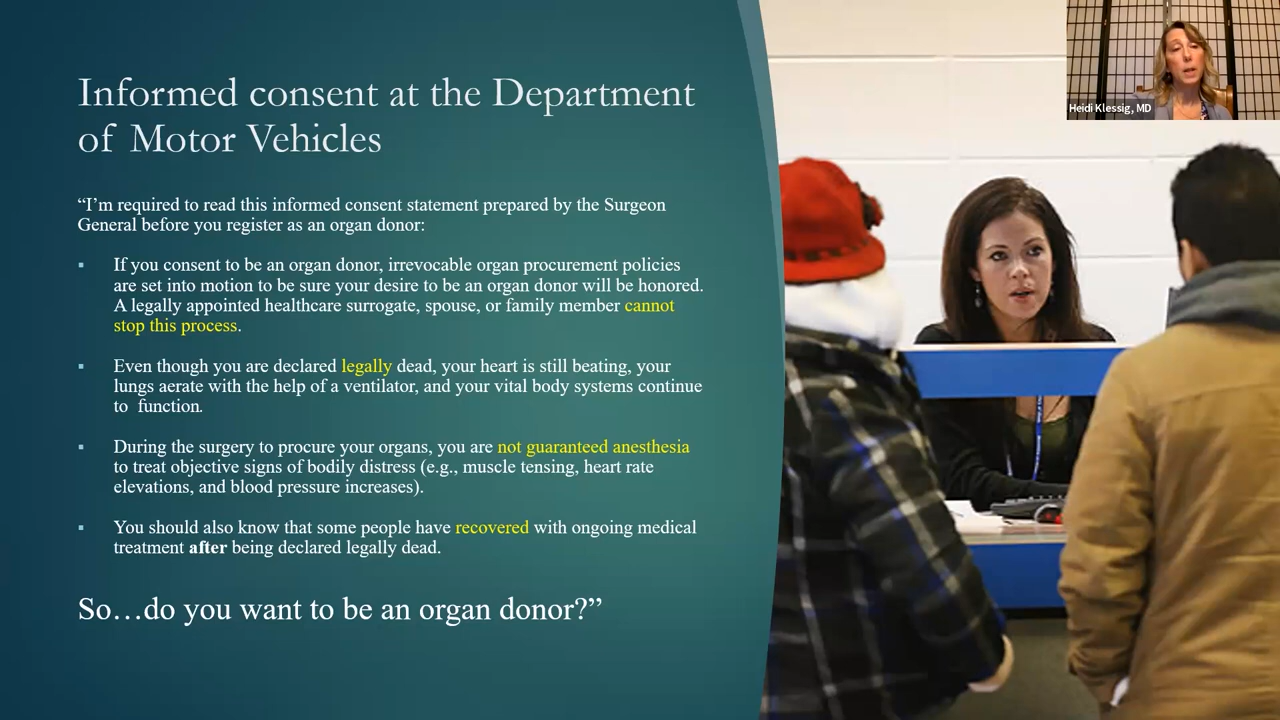 Heidi Klessig, MD
Informed consent at the Department
of Motor Vehicles
“I’m required to read this informed consent statement prepared by the Surgeon
General before you register as an organ donor:
▪ If you consent to be an organ donor, irrevocable organ procurement policies
are set into motion to be sure your desire to be an organ donor will be honored.
A legally appointed healthcare surrogate, spouse, or family member cannot
stop this process.
▪ Even though you are declared legally dead, your heart is still beating, your
lungs aerate with the help of a ventilator, and your vital body systems continue
to function.
▪ During the surgery to procure your organs, you are not guaranteed anesthesia
to treat objective signs of bodily distress (e.g., muscle tensing, heart rate
elevations, and blood pressure increases).
▪ You should also know that some people have recovered with ongoing medical
treatment after being declared legally dead.
So…do you want to be an organ donor?”